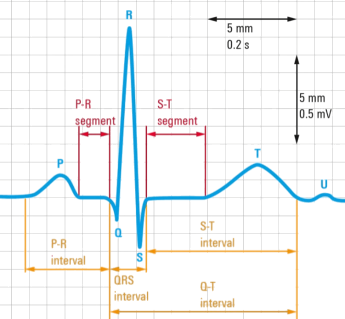 R
5 mm
0.2 s
5 mm
0.5 mV
P-R
segment
S-T
segment
P
T
U
Q
S
S-T
interval
P-R
interval
QRS
interval
Q-T
interval